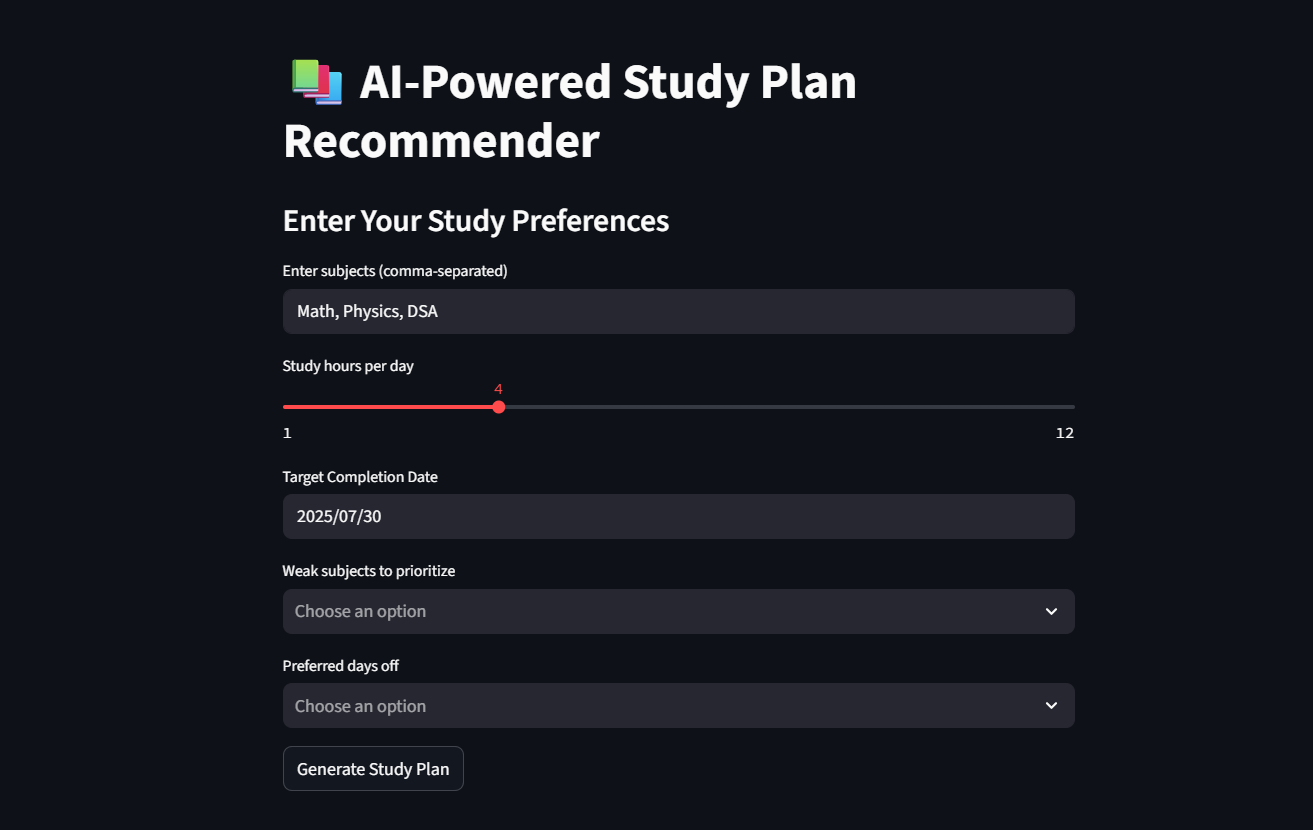 AI-Powered Study Plan
Recommender
Enter Your Study Preferences
Enter subjects (comma-separated)
Math, Physics, DSA
Study hours per day
4
1 12
Target Completion Date
2025/07/30
Weak subjects to prioritize
Choose an option
Preferred days off
Choose an option
Generate Study Plan